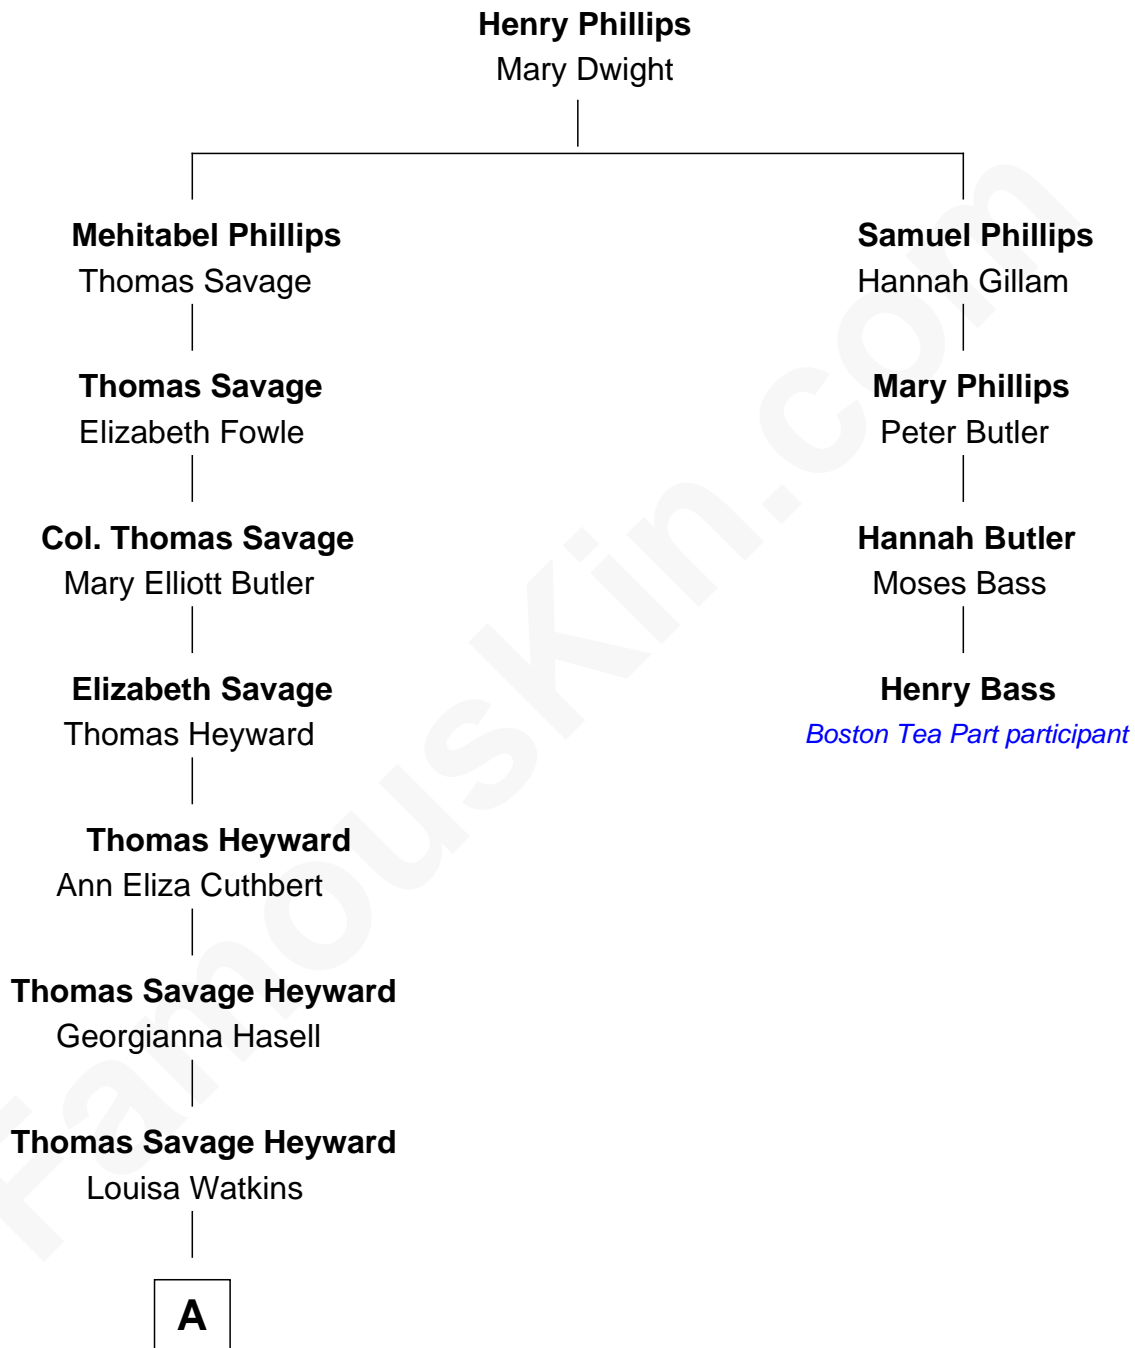 Henry Phillips
Mary Dwight
Mehitabel Phillips
Thomas Savage
Samuel Phillips
Hannah Gillam
Thomas Savage
Elizabeth Fowle
Mary Phillips
Peter Butler
Col. Thomas Savage
Mary Elliott Butler
Hannah Butler
Moses Bass
Elizabeth Savage
Thomas Heyward
Henry Bass
Boston Tea Part participant
Thomas Heyward
Ann Eliza Cuthbert
Thomas Savage Heyward
Georgianna Hasell
Thomas Savage Heyward
Louisa Watkins
A
FamousKin.com